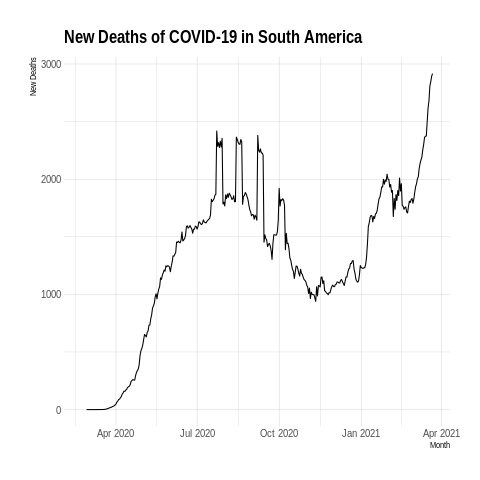 New Deaths of COVID-19 in South America
New Deaths
3000
2000
1000
0
Apr 2020
Jul 2020
Oct 2020
Jan 2021
Apr 2021
Month